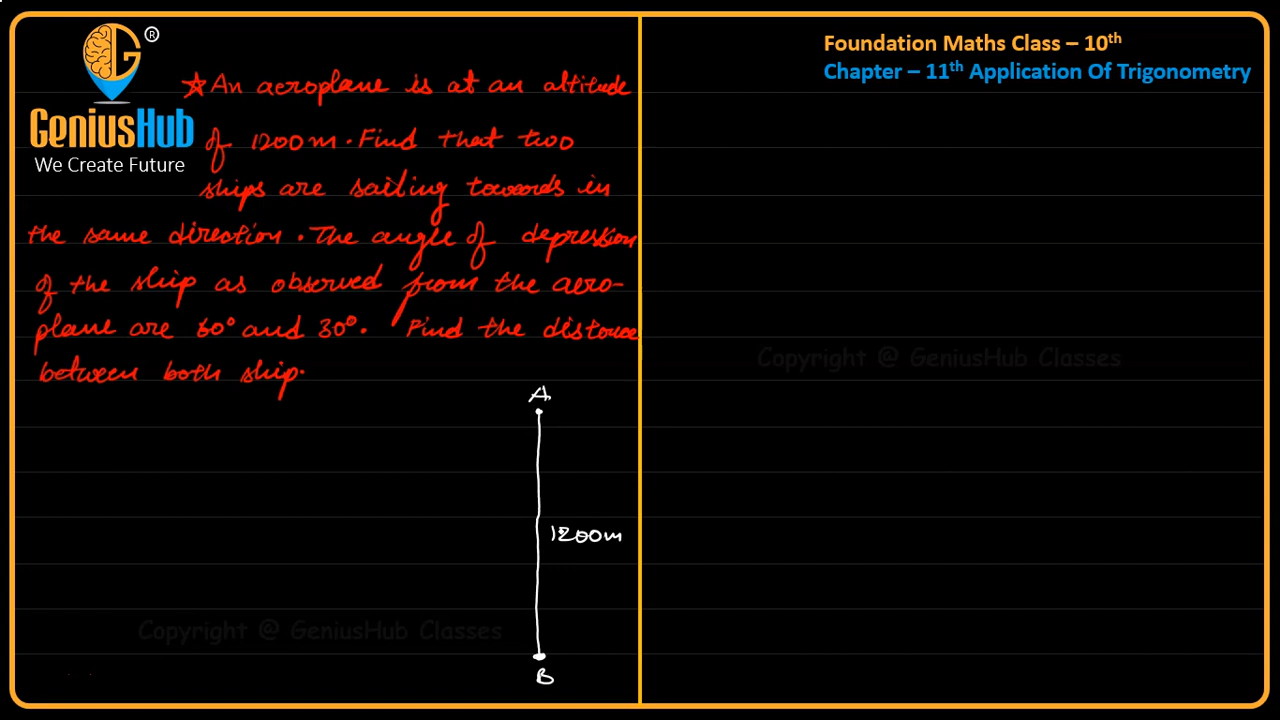 ®
Foundation Maths Class – 10th
Chapter – 11th Application Of Trigonometry
GeniusHub
We Create Future
☆ An aeroplane is at an altitude
of 1200m. Find that two
ships are sailing towards in
the same direction. The angle of depression
of the ship as observed from the aero-
plane are 60° and 30°. Find the distance
between both ship.
Copyright @ GeniusHub Classes
A
1200m
Copyright @ GeniusHub Classes
B